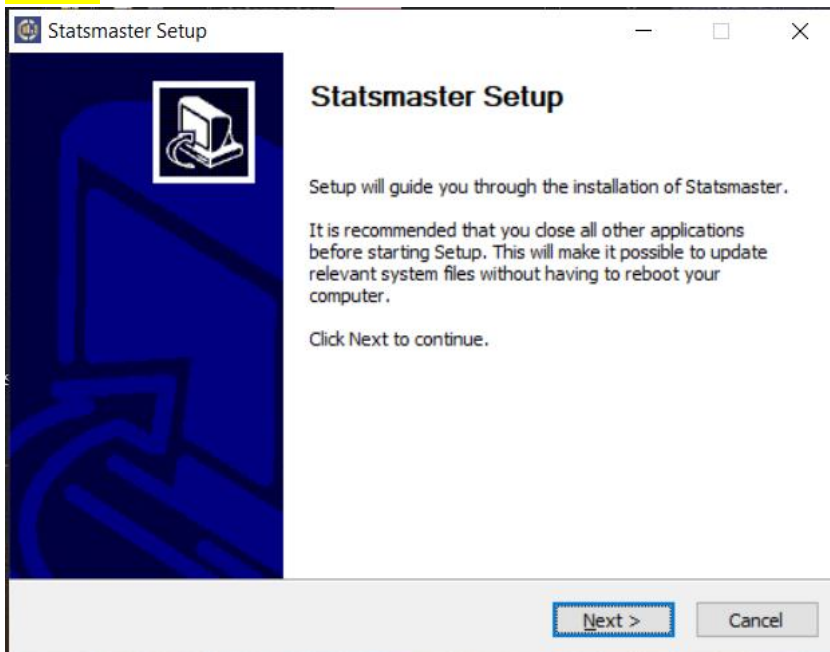 Statsmaster Setup
Statsmaster Setup
Setup will guide you through the installation of Statsmaster.
It is recommended that you close all other applications
before starting Setup. This will make it possible to update
relevant system files without having to reboot your
computer.
Click Next to continue.
Next >
Cancel